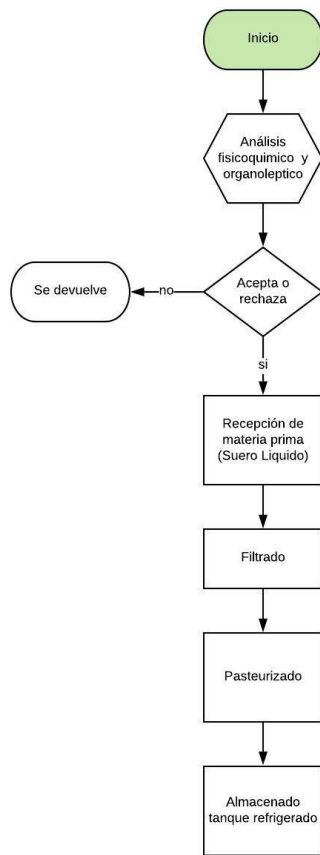 Inicio
Análisis
fisicoquimico y
organoleptico
Acepta o
rechaza
no
Se devuelve
si
Recepción de
materia prima
(Suero Liquido)
Filtrado
Pasteurizado
Almacenado
tanque refrigerado